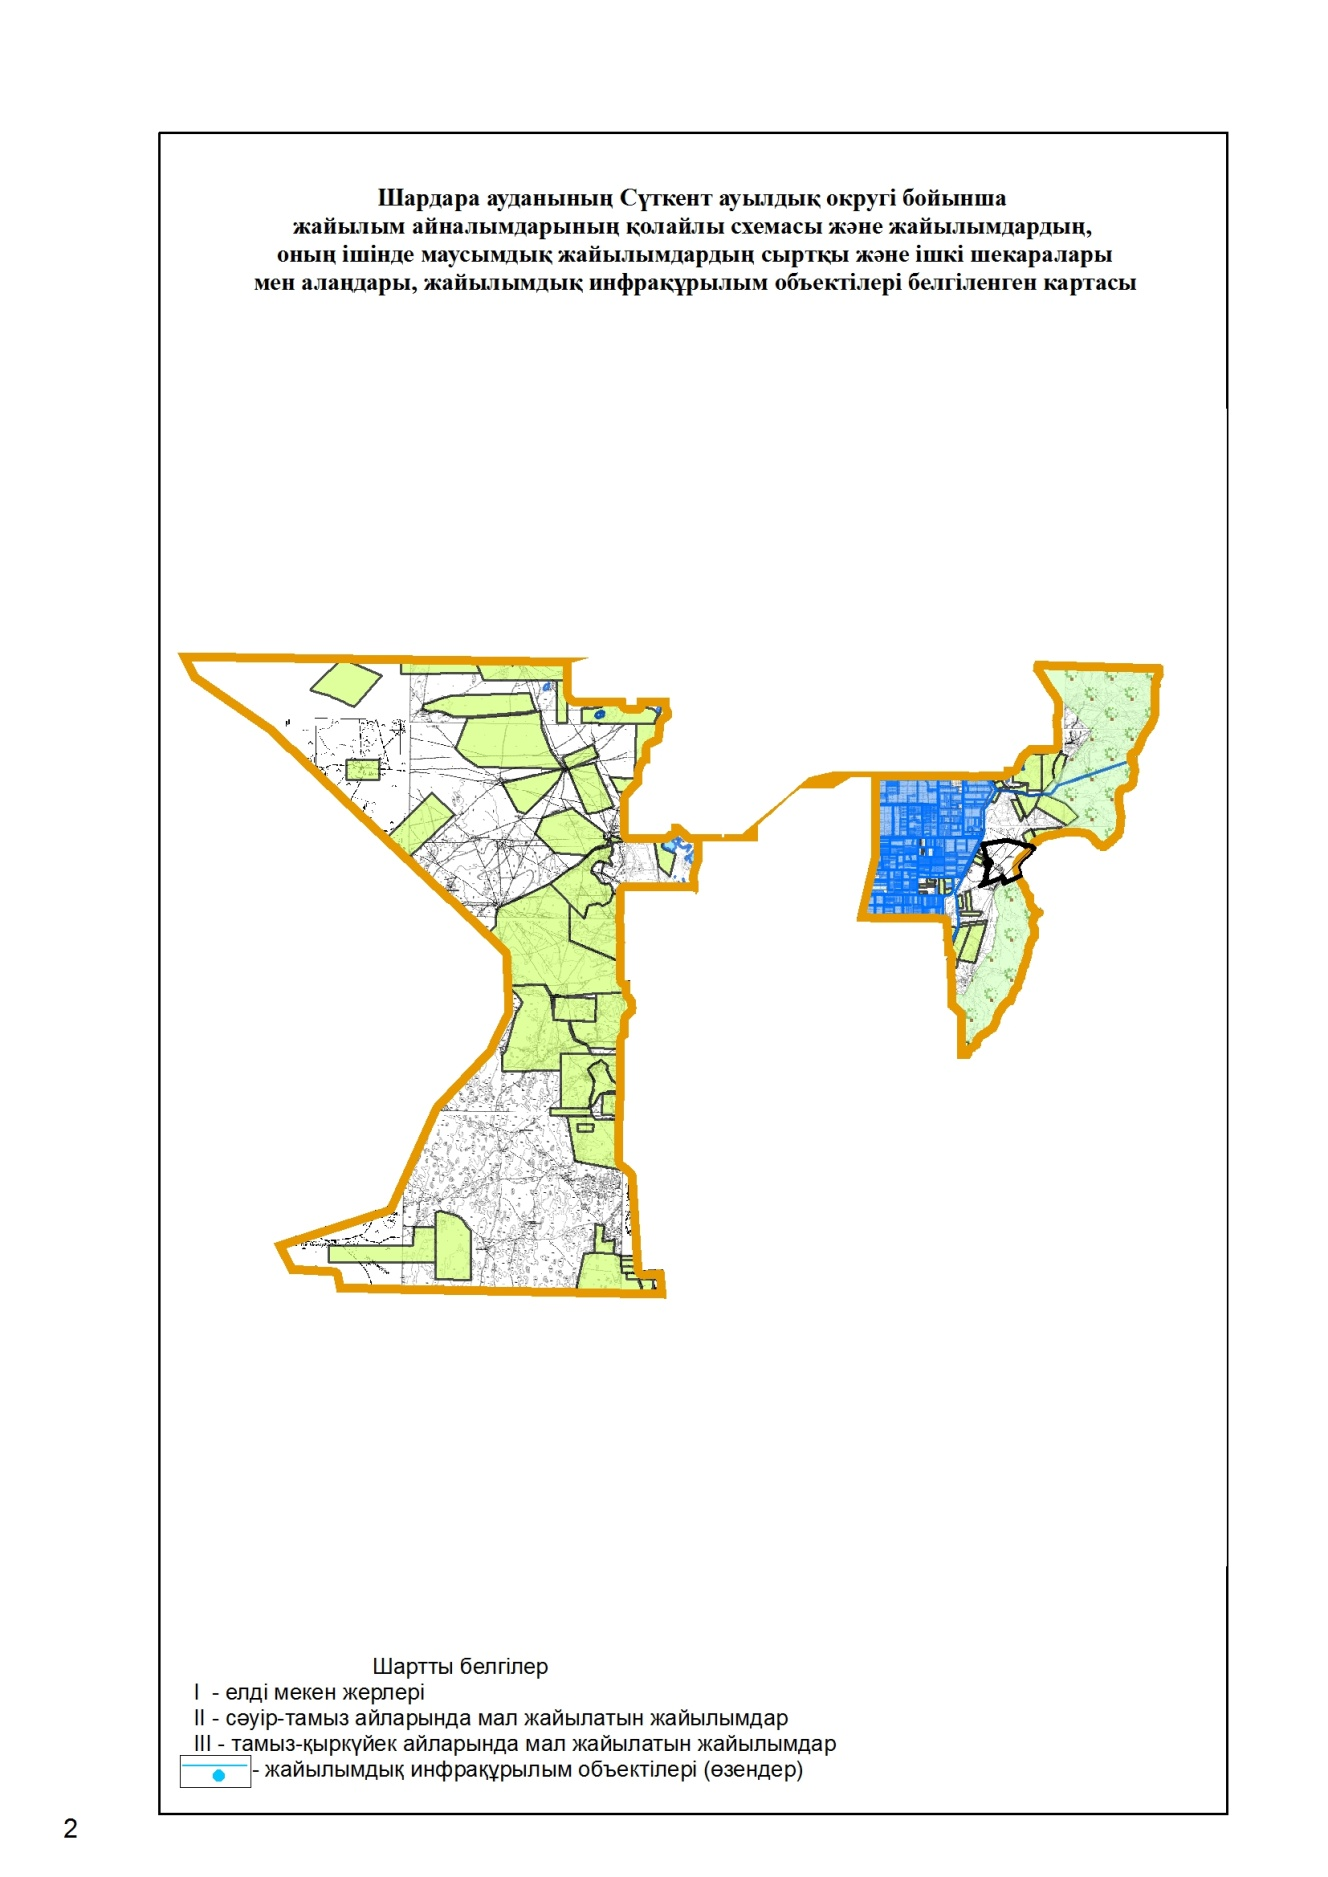 Шардара ауданының Сүткент ауылдық округі бойынша
жайылым айналымдарының қолайлы схемасы және жайылымдардың,
оның ішінде маусымдық жайылымдардың сыртқы және ішкі шекаралары
мен алаңдары, жайылымдық инфрақұрылым объектілері белгіленген картасы
Шартты белгілер
I - елді мекен жерлері
II - сәуір-тамыз айларында мал жайылатын жайылымдар
III - тамыз-қыркүйек айларында мал жайылатын жайылымдар
- жайылымдық инфрақұрылым объектілері (өзендер)
2